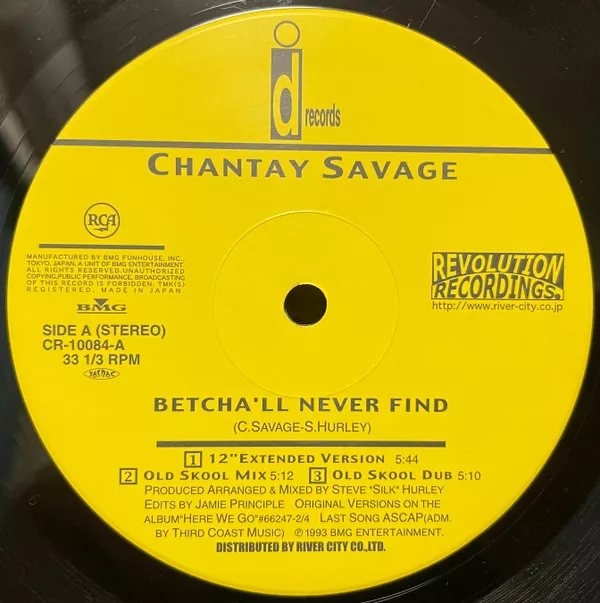 id records
CHANTAY SAVAGE
RCA
MANUFACTURED BY BMG FUNHOUSE, INC.,
TOKYO, JAPAN, A UNIT OF BMG ENTERTAINMENT.
ALL RIGHTS RESERVED. UNAUTHORIZED
COPYING, PUBLIC PERFORMANCE, BROADCASTING
OF THIS RECORD IS FORBIDDEN, TMK(S)
REGISTERED. MADE IN JAPAN.
BMG
SIDE A (STEREO)
CR-10084-A
33 1/3 RPM
JASRAC
REVOLUTION
RECORDINGS.
http://www.river-city.co.jp
BETCHA'LL NEVER FIND
(C.SAVAGE-S.HURLEY)
1 12"EXTENDED VERSION 5:44
2 OLD SKOOL MIX 5:12 3 OLD SKOOL DUB 5:10
PRODUCED ARRANGED & MIXED BY STEVE "SILK" HURLEY
EDITS BY JAMIE PRINCIPLE ORIGINAL VERSIONS ON THE
ALBUM"HERE WE GO"#66247-2/4 LAST SONG ASCAP(ADM.
BY THIRD COAST MUSIC) ℗1993 BMG ENTERTAINMENT.
DISTRIBUTED BY RIVER CITY CO.,LTD.